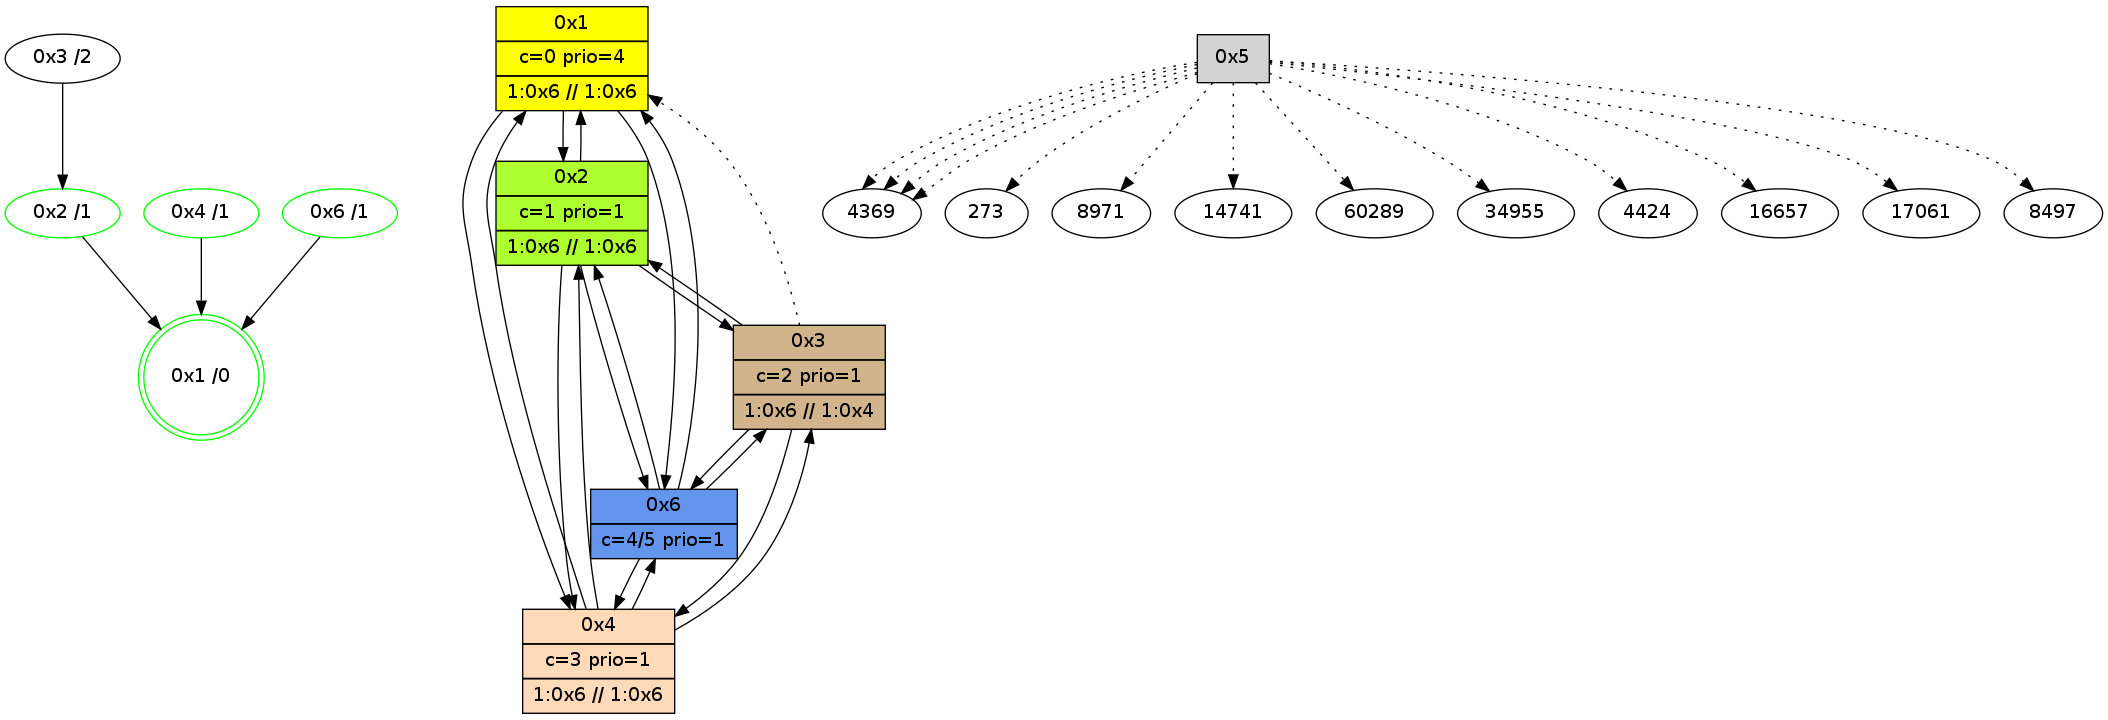 0x3 /2
0x2 /1
0x4 /1
0x6 /1
0x1 /0
0x1
c=0 prio=4
1:0x6 // 1:0x6
0x2
c=1 prio=1
1:0x6 // 1:0x6
0x3
c=2 prio=1
1:0x6 // 1:0x4
0x6
c=4/5 prio=1
0x4
c=3 prio=1
1:0x6 // 1:0x6
0x5
4369
273
8971
14741
60289
34955
4424
16657
17061
8497